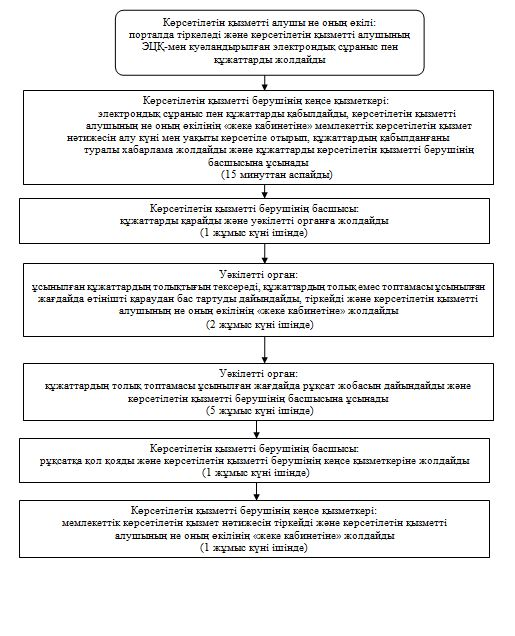 Көрсетілетін қызметті алушы не оның өкілі:
порталда тіркеледі және көрсетілетін қызметті алушының
ЭЦҚ-мен куәландырылған электрондық сұраныс пен
құжаттарды жолдайды
Көрсетілетін қызметті берушінің кеңсе қызметкері:
электрондық сұраныс пен құжаттарды қабылдайды, көрсетілетін қызметті
алушының не оның өкілінің «жеке кабинетіне» мемлекеттік көрсетілетін қызмет
нәтижесін алу күні мен уақыты көрсетіле отырып, құжаттардың қабылданғаны
туралы хабарлама жолдайды және құжаттарды көрсетілетін қызметті берушінің
басшысына ұсынады
(15 минуттан аспайды)
Көрсетілетін қызметті берушінің басшысы:
құжаттарды қарайды және уәкілетті органға жолдайды
(1 жұмыс күні ішінде)
Уәкілетті орган:
ұсынылған құжаттардың толықтығын тексереді, құжаттардың толық емес топтамасы ұсынылған
жағдайда өтінішті қараудан бас тартуды дайындайды, тіркейді және көрсетілетін қызметті
алушының не оның өкілінің «жеке кабинетіне» жолдайды
(2 жұмыс күні ішінде)
Уәкілетті орган:
құжаттардың толық топтамасы ұсынылған жағдайда рұқсат жобасын дайындайды және
көрсетілетін қызметті берушінің басшысына ұсынады
(5 жұмыс күні ішінде)
Көрсетілетін қызметті берушінің басшысы:
рұқсатқа қол қояды және көрсетілетін қызметті берушінің кеңсе қызметкеріне жолдайды
(1 жұмыс күні ішінде)
Көрсетілетін қызметті берушінің кеңсе қызметкері:
мемлекеттік көрсетілетін қызмет нәтижесін тіркейді және көрсетілетін қызметті
алушының не оның өкілінің «жеке кабинетіне» жолдайды
(1 жұмыс күні ішінде)